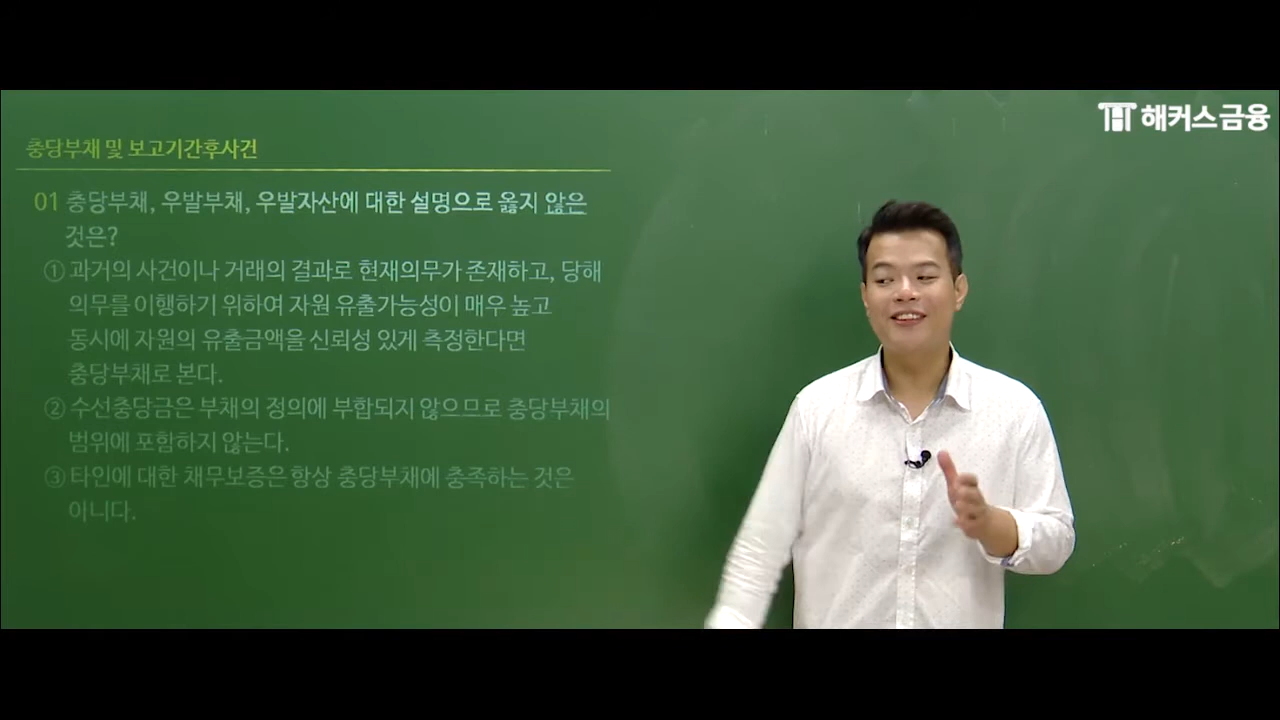 해커스금융
충당부채 및 보고기간후사건
01 충당부채, 우발부채, 우발자산에 대한 설명으로 옳지 않은
것은?
① 과거의 사건이나 거래의 결과로 현재의무가 존재하고, 당해
의무를 이행하기 위하여 자원 유출가능성이 매우 높고
동시에 자원의 유출금액을 신뢰성 있게 측정한다면
충당부채로 본다.
② 수선충당금은 부채의 정의에 부합되지 않으므로 충당부채의
범위에 포함하지 않는다.
③ 타인에 대한 채무보증은 항상 충당부채에 충족하는 것은
아니다.